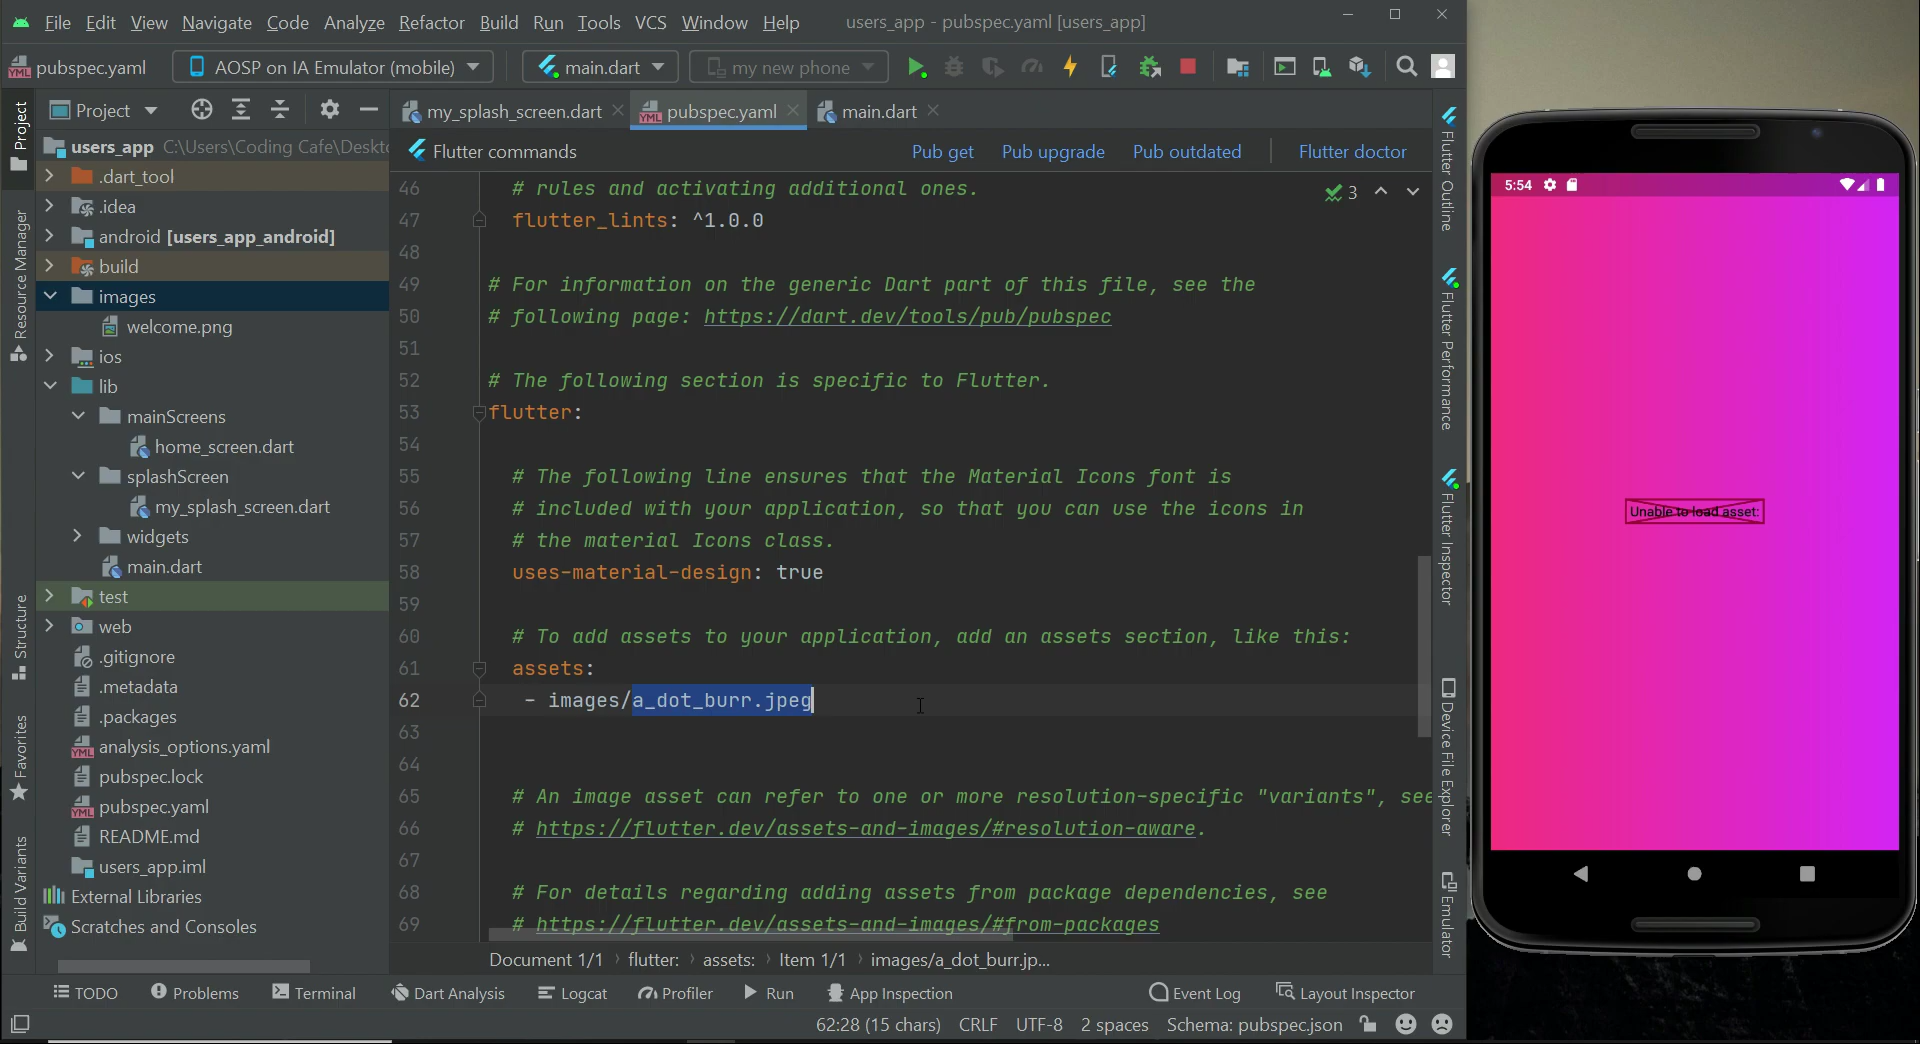 File Edit View Navigate Code Analyze Refactor Build Run Tools VCS Window Help users_app - pubspec.yaml [users_app]
pubspec.yaml AOSP on IA Emulator (mobile) main.dart my new phone
Project my_splash_screen.dart pubspec.yaml main.dart
users_app C:\Users\Coding Cafe\Deskto
Flutter commands Pub get Pub upgrade Pub outdated Flutter doctor
.dart_tool
.idea
android [users_app_android]
build
images
welcome.png
ios
lib
mainScreens
home_screen.dart
splashScreen
my_splash_screen.dart
widgets
main.dart
test
web
.gitignore
.metadata
.packages
analysis_options.yaml
pubspec.lock
pubspec.yaml
README.md
users_app.iml
External Libraries
Scratches and Consoles
Project
Resource Manager
Structure
Favorites
Build Variants
46 # rules and activating additional ones.
47 flutter_lints: ^1.0.0
48
49 # For information on the generic Dart part of this file, see the
50 # following page: https://dart.dev/tools/pub/pubspec
51
52 # The following section is specific to Flutter.
53 flutter:
54
55 # The following line ensures that the Material Icons font is
56 # included with your application, so that you can use the icons in
57 # the material Icons class.
58 uses-material-design: true
59
60 # To add assets to your application, add an assets section, like this:
61 assets:
62 - images/a_dot_burr.jpeg
63
64
65 # An image asset can refer to one or more resolution-specific "variants", see
66 # https://flutter.dev/assets-and-images/#resolution-aware.
67
68 # For details regarding adding assets from package dependencies, see
69 # https://flutter.dev/assets-and-images/#from-packages
3
Flutter Outline
Flutter Performance
Flutter Inspector
Device File Explorer
Emulator
5:54
Unable to load asset:
Document 1/1 › flutter: › assets: › Item 1/1 › images/a_dot_burr.jp...
TODO Problems Terminal Dart Analysis Logcat Profiler Run App Inspection Event Log Layout Inspector
62:28 (15 chars) CRLF UTF-8 2 spaces Schema: pubspec.json